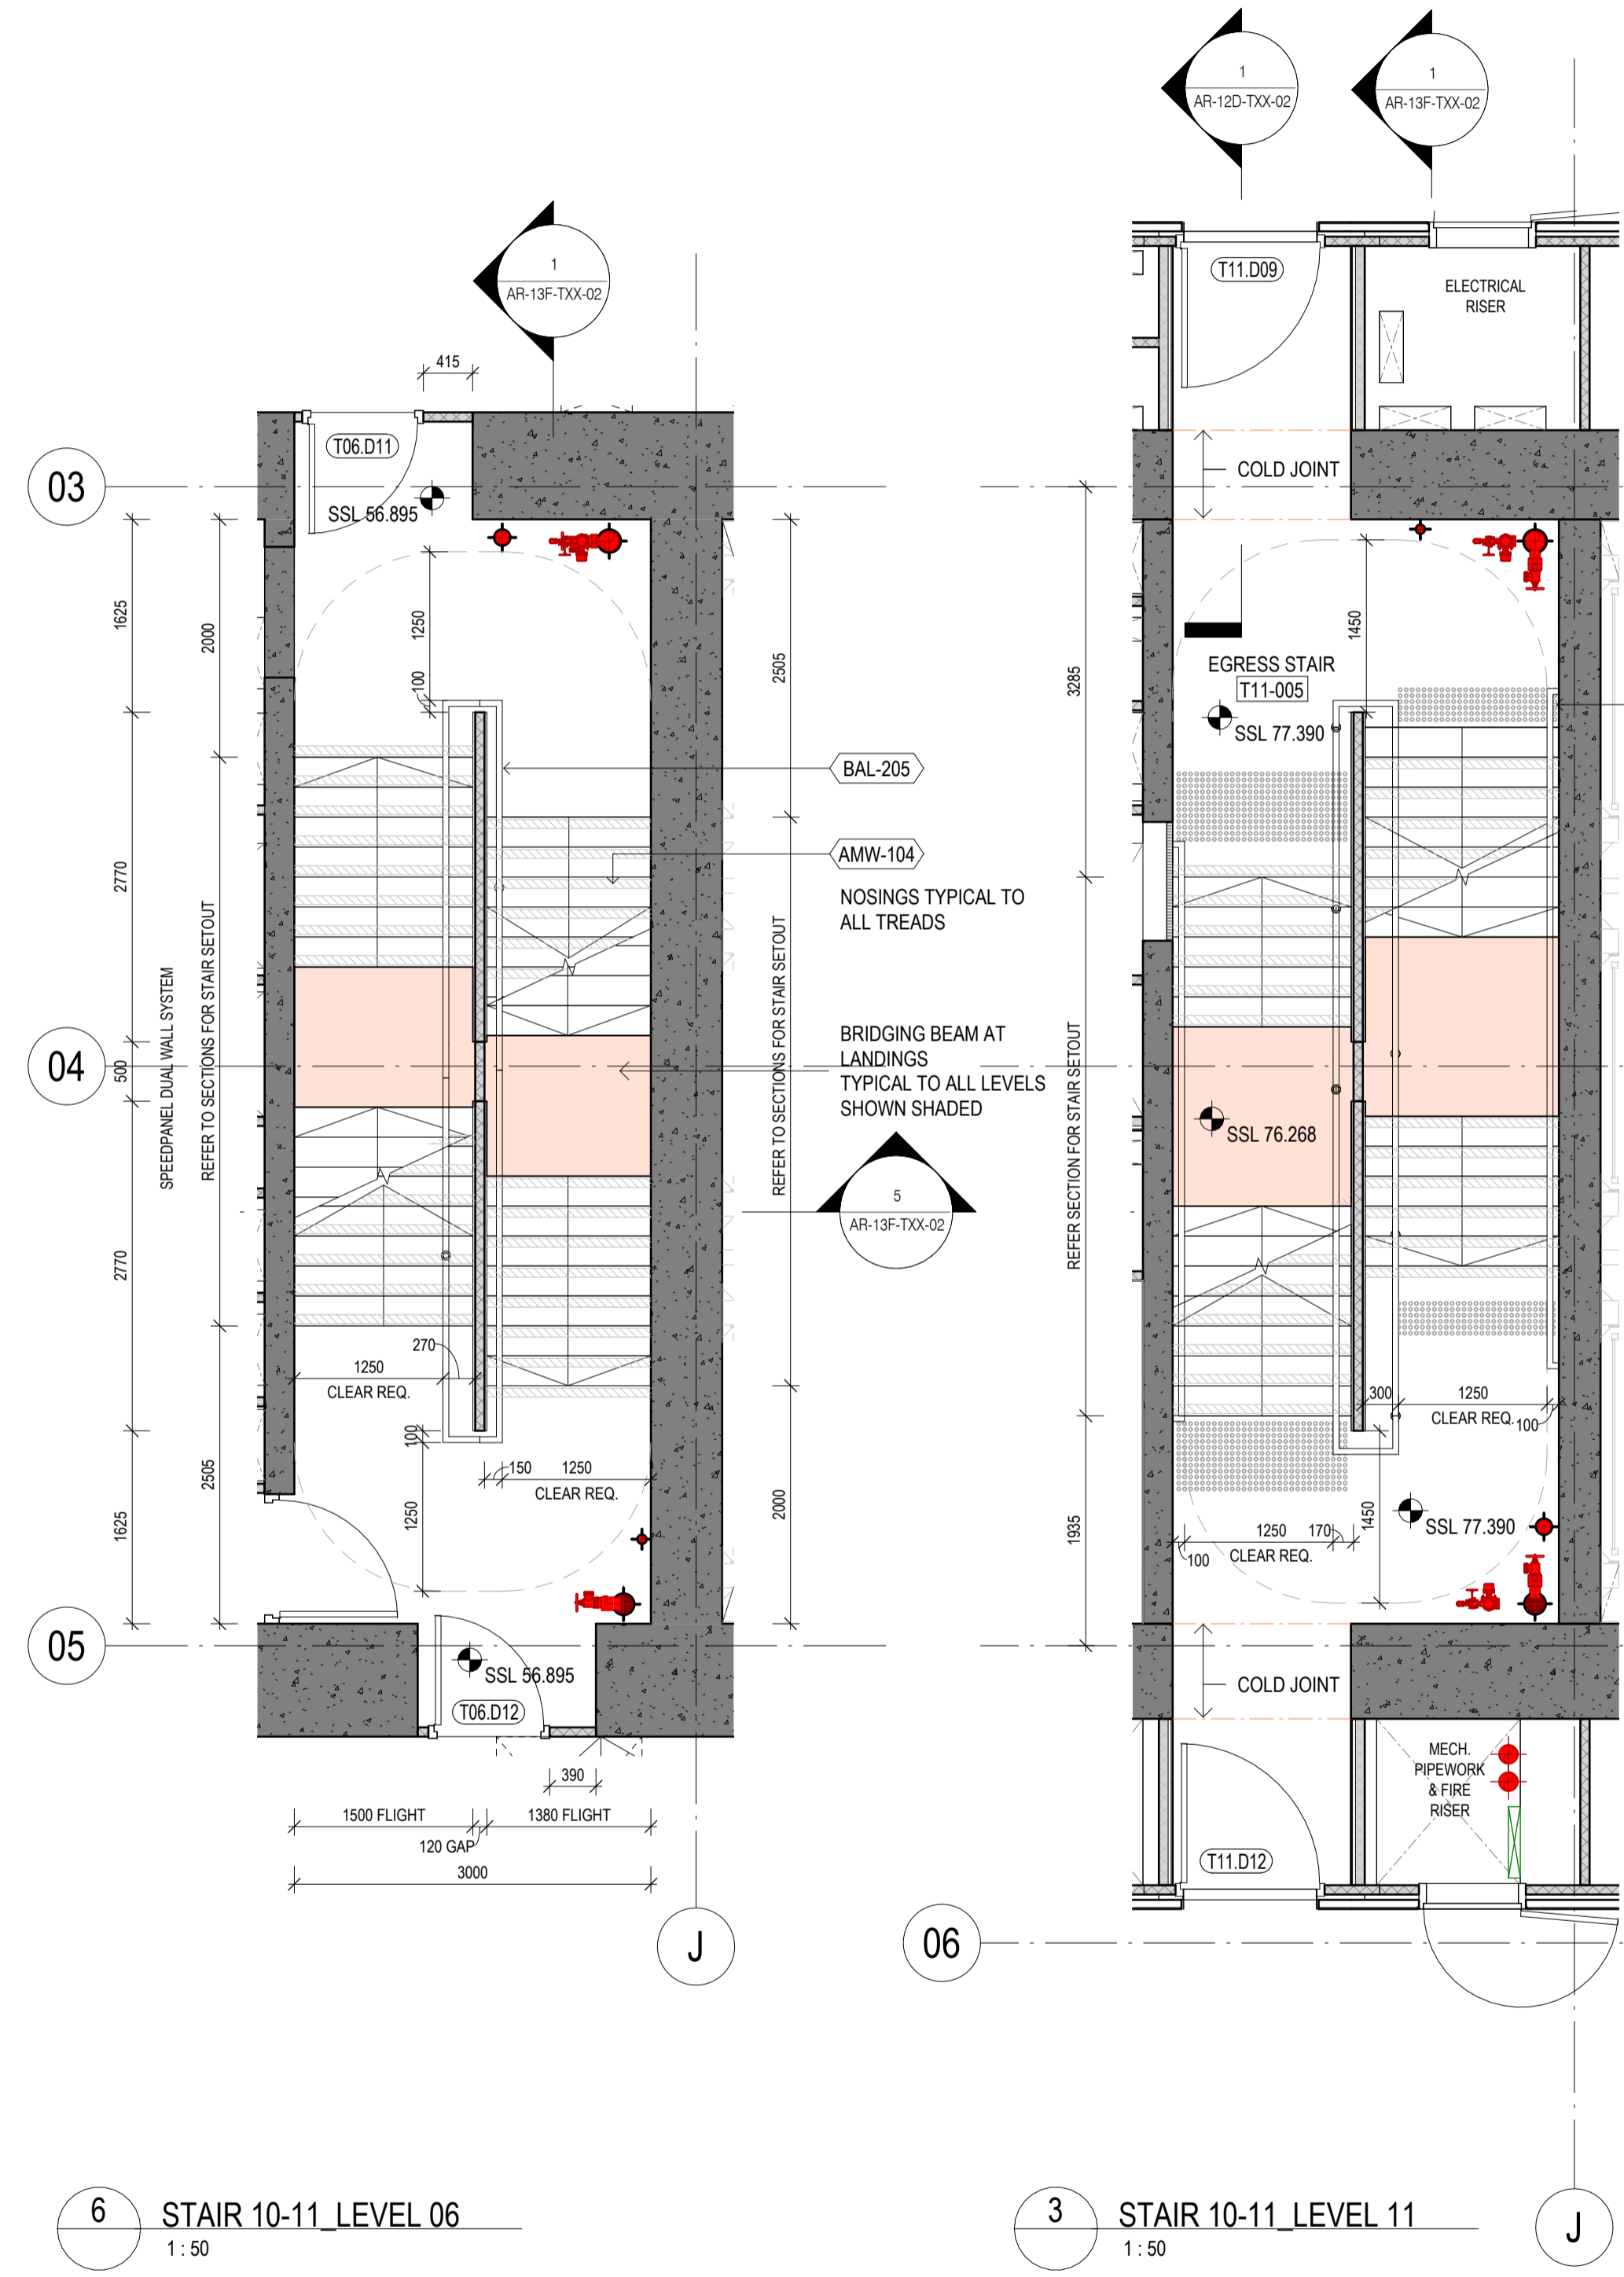 1
AR-12D-TXX-02
1
AR-13F-TXX-02
1
AR-13F-TXX-02
415
T06.D11
03
SSL 56.895
1625
2000
1250
100
2505
2770
BAL-205
AMW-104
NOSINGS TYPICAL TO
ALL TREADS
SPEEDPANEL DUAL WALL SYSTEM
REFER TO SECTIONS FOR STAIR SETOUT
REFER TO SECTIONS FOR STAIR SETOUT
04
500
BRIDGING BEAM AT
LANDINGS
TYPICAL TO ALL LEVELS
SHOWN SHADED
5
AR-13F-TXX-02
2770
270
1250
CLEAR REQ.
100
150
1250
CLEAR REQ.
2505
1625
1250
2000
05
SSL 56.895
T06.D12
390
1500 FLIGHT
1380 FLIGHT
120 GAP
3000
J
6
STAIR 10-11_LEVEL 06
1 : 50
T11.D09
ELECTRICAL
RISER
COLD JOINT
1450
3285
EGRESS STAIR
T11-005
SSL 77.390
REFER SECTION FOR STAIR SETOUT
SSL 76.268
300
1250
CLEAR REQ.
100
1450
SSL 77.390
1935
1250
170
100
CLEAR REQ.
COLD JOINT
MECH.
PIPEWORK
& FIRE
RISER
T11.D12
06
3
STAIR 10-11_LEVEL 11
1 : 50
J